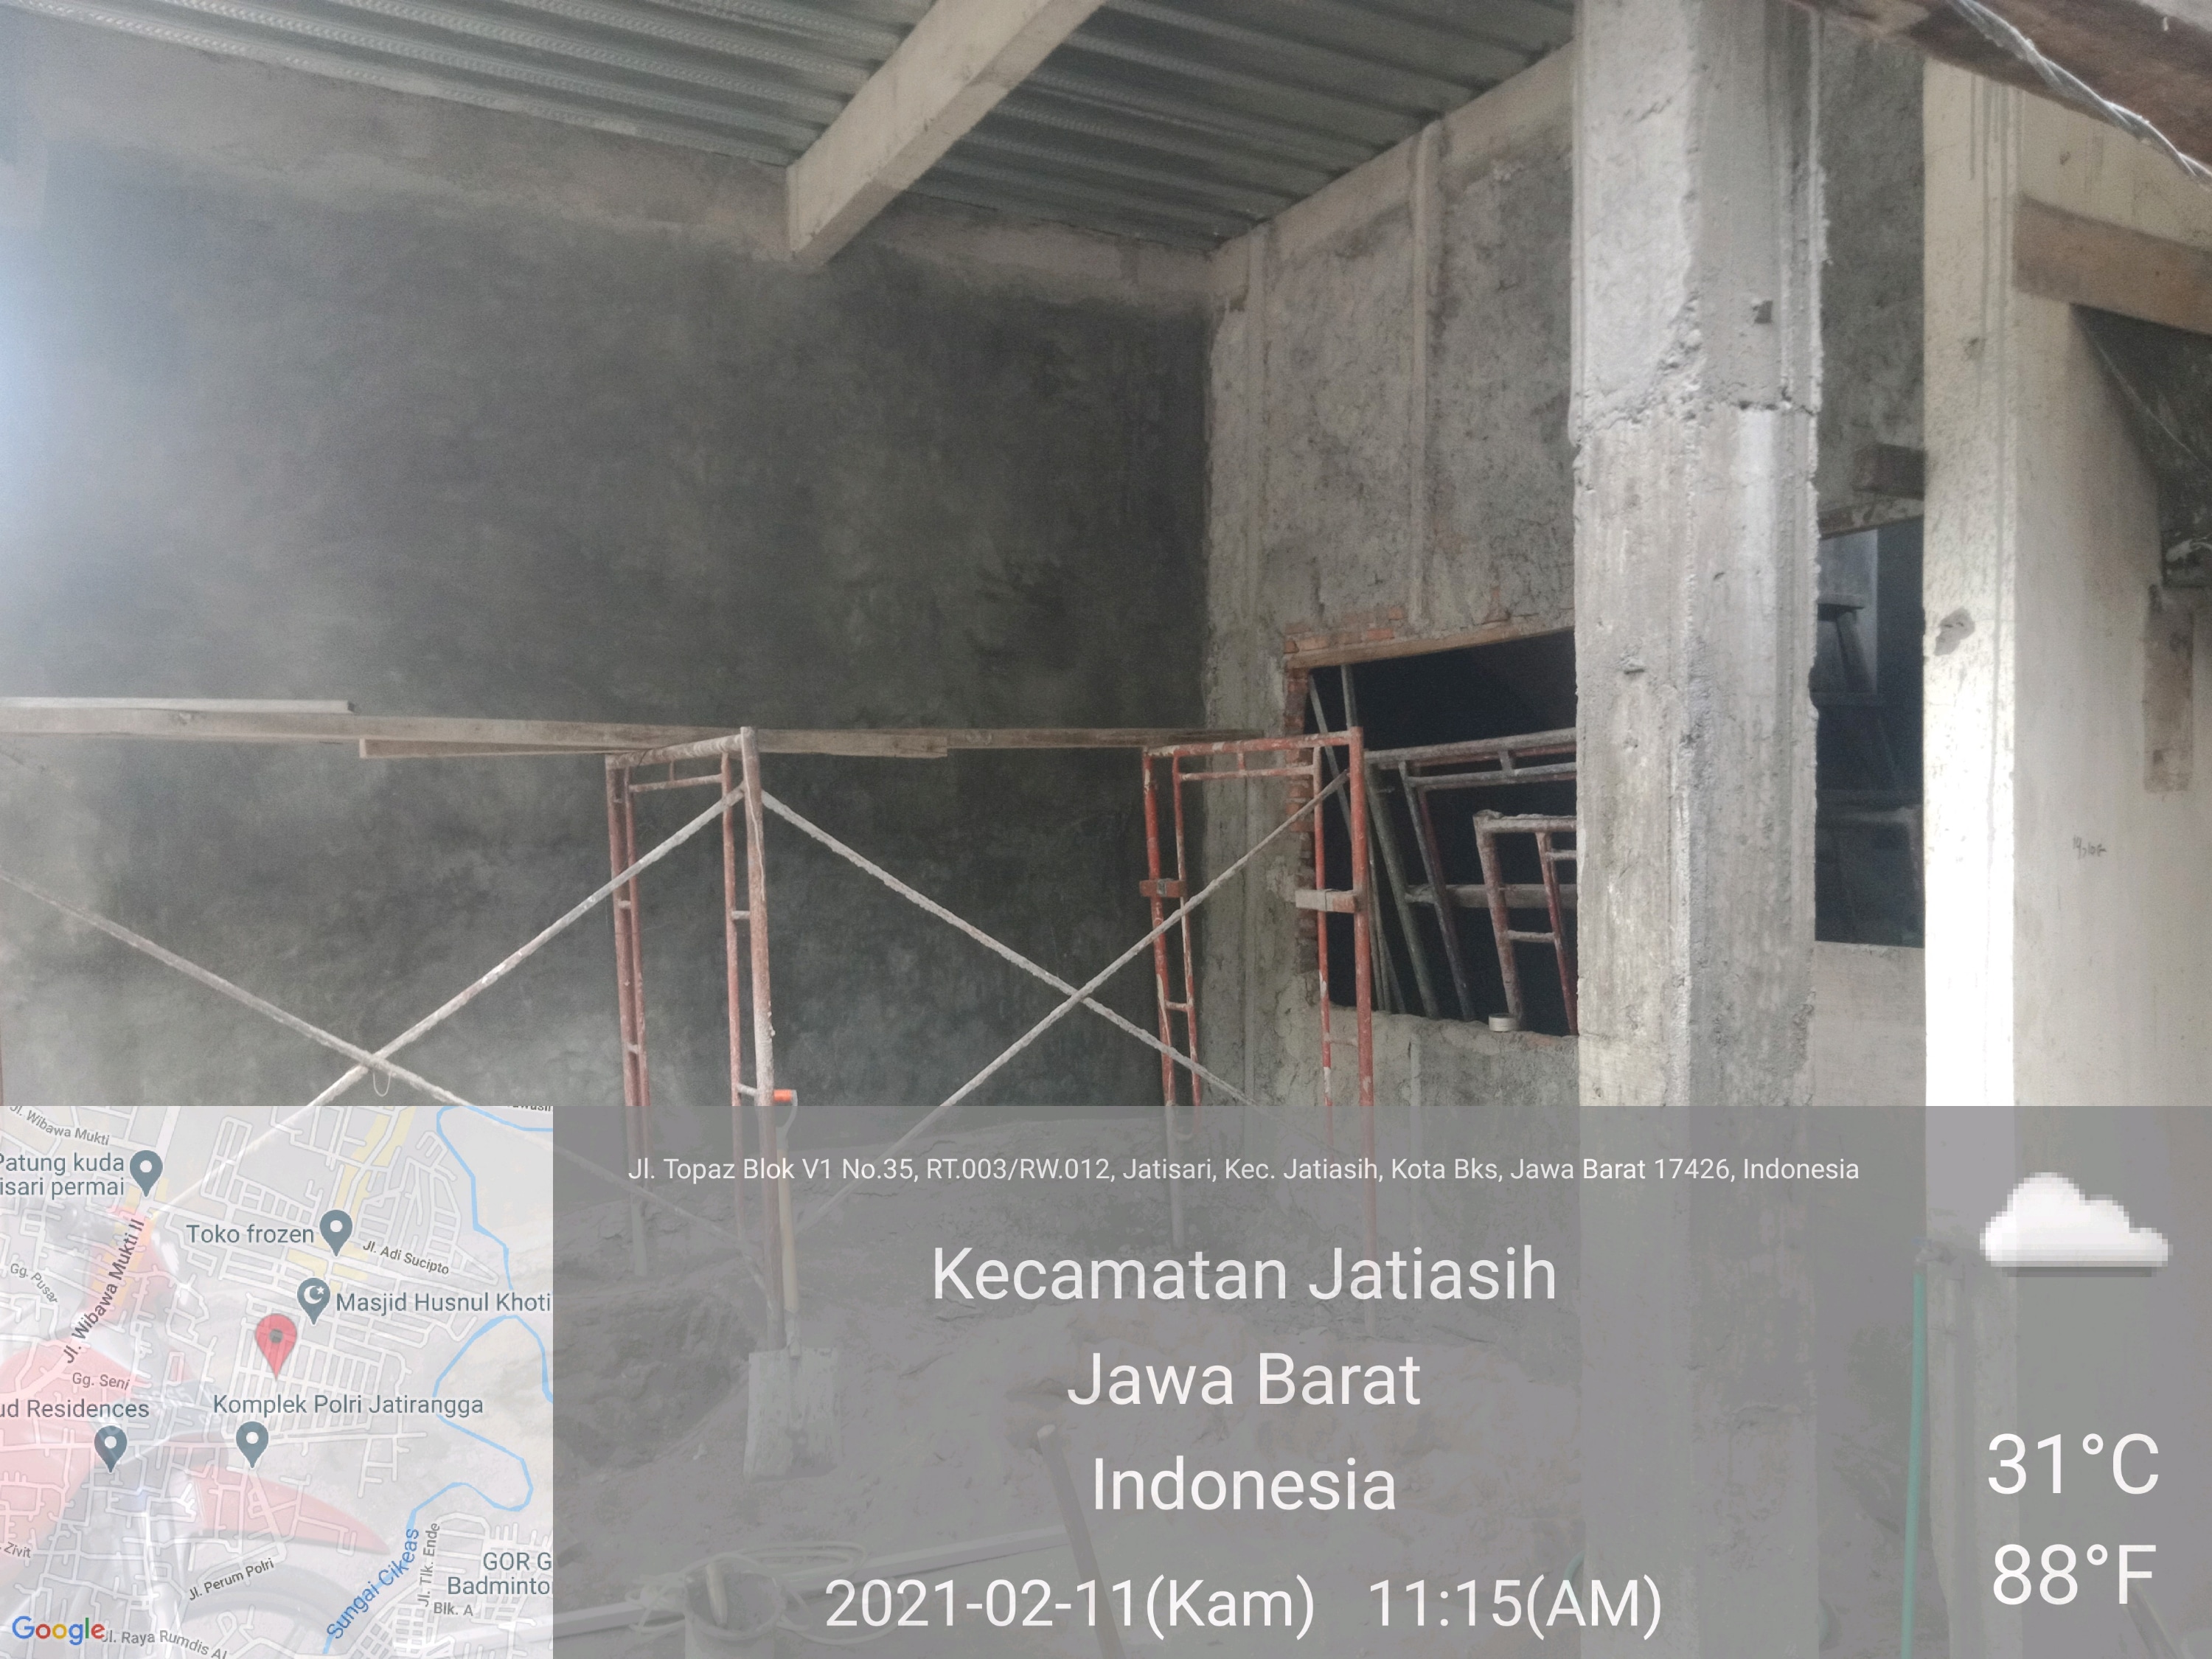 Jl. Topaz Blok V1 No.35, RT.003/RW.012, Jatisari, Kec. Jatiasih, Kota Bks, Jawa Barat 17426, Indonesia
Kecamatan Jatiasih
Jawa Barat
Indonesia
2021-02-11(Kam) 11:15(AM)
31°C
88°F
Jl. Wibawa Mukti
Patung kuda
isari permai
Toko frozen
Jl. Adi Sucipto
Gg. Pusar
Jl. Wibawa Mukti II
Masjid Husnul Khoti
Gg. Seni
ud Residences
Komplek Polri Jatirangga
Zivit
Jl. Perum Polri
Sungai Cikeas
Jl. Tlk. Ende
GOR G
Badminto
Blk. A
Google
Jl. Raya Rumdis Al